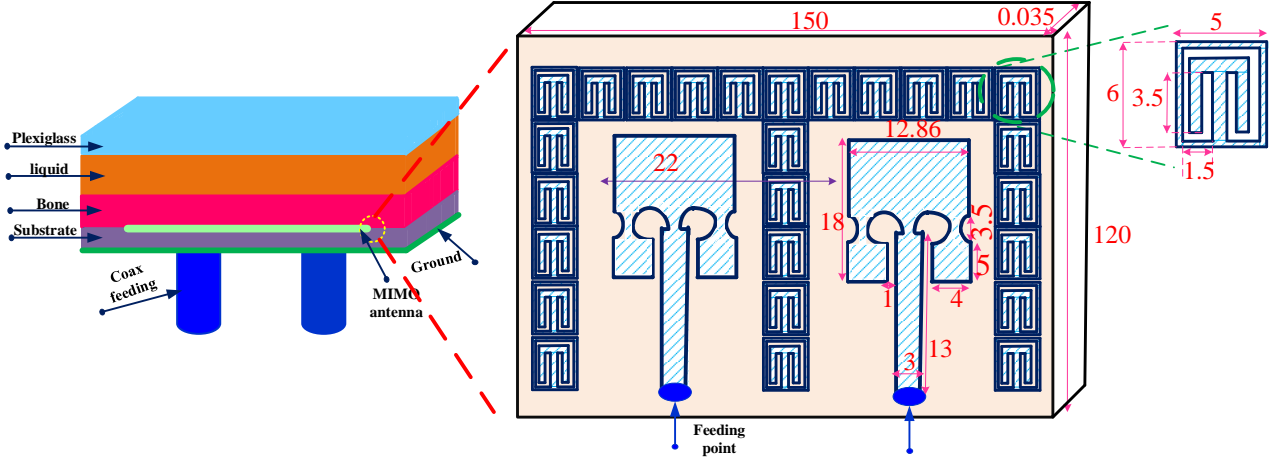 Plexiglass
liquid
Bone
Substrate
Coax
feeding
Ground
MIMO
antenna
150
0.035
120
22
12.86
18
3.5
5
1
4
13
3
Feeding
point
5
6
3.5
1.5